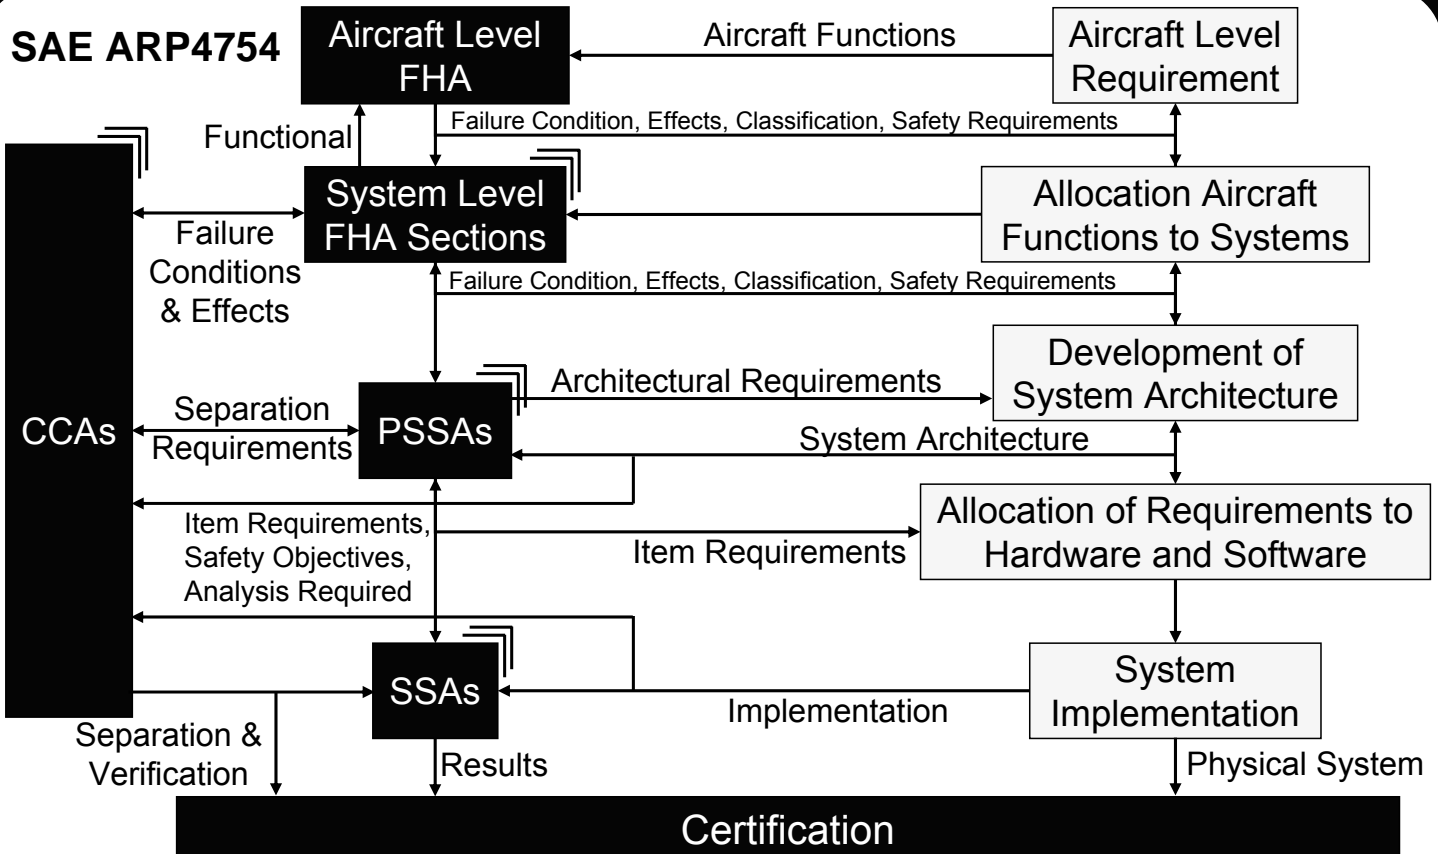 SAE ARP4754
Aircraft Level
FHA
Aircraft Functions
Aircraft Level
Requirement
Functional
Failure Condition, Effects, Classification, Safety Requirements
System Level
FHA Sections
Allocation Aircraft
Functions to Systems
Failure
Conditions
& Effects
Failure Condition, Effects, Classification, Safety Requirements
Development of
System Architecture
Architectural Requirements
CCAs
Separation
Requirements
PSSAs
System Architecture
Item Requirements,
Safety Objectives,
Analysis Required
Item Requirements
Allocation of Requirements to
Hardware and Software
SSAs
Implementation
System
Implementation
Separation &
Verification
Results
Physical System
Certification